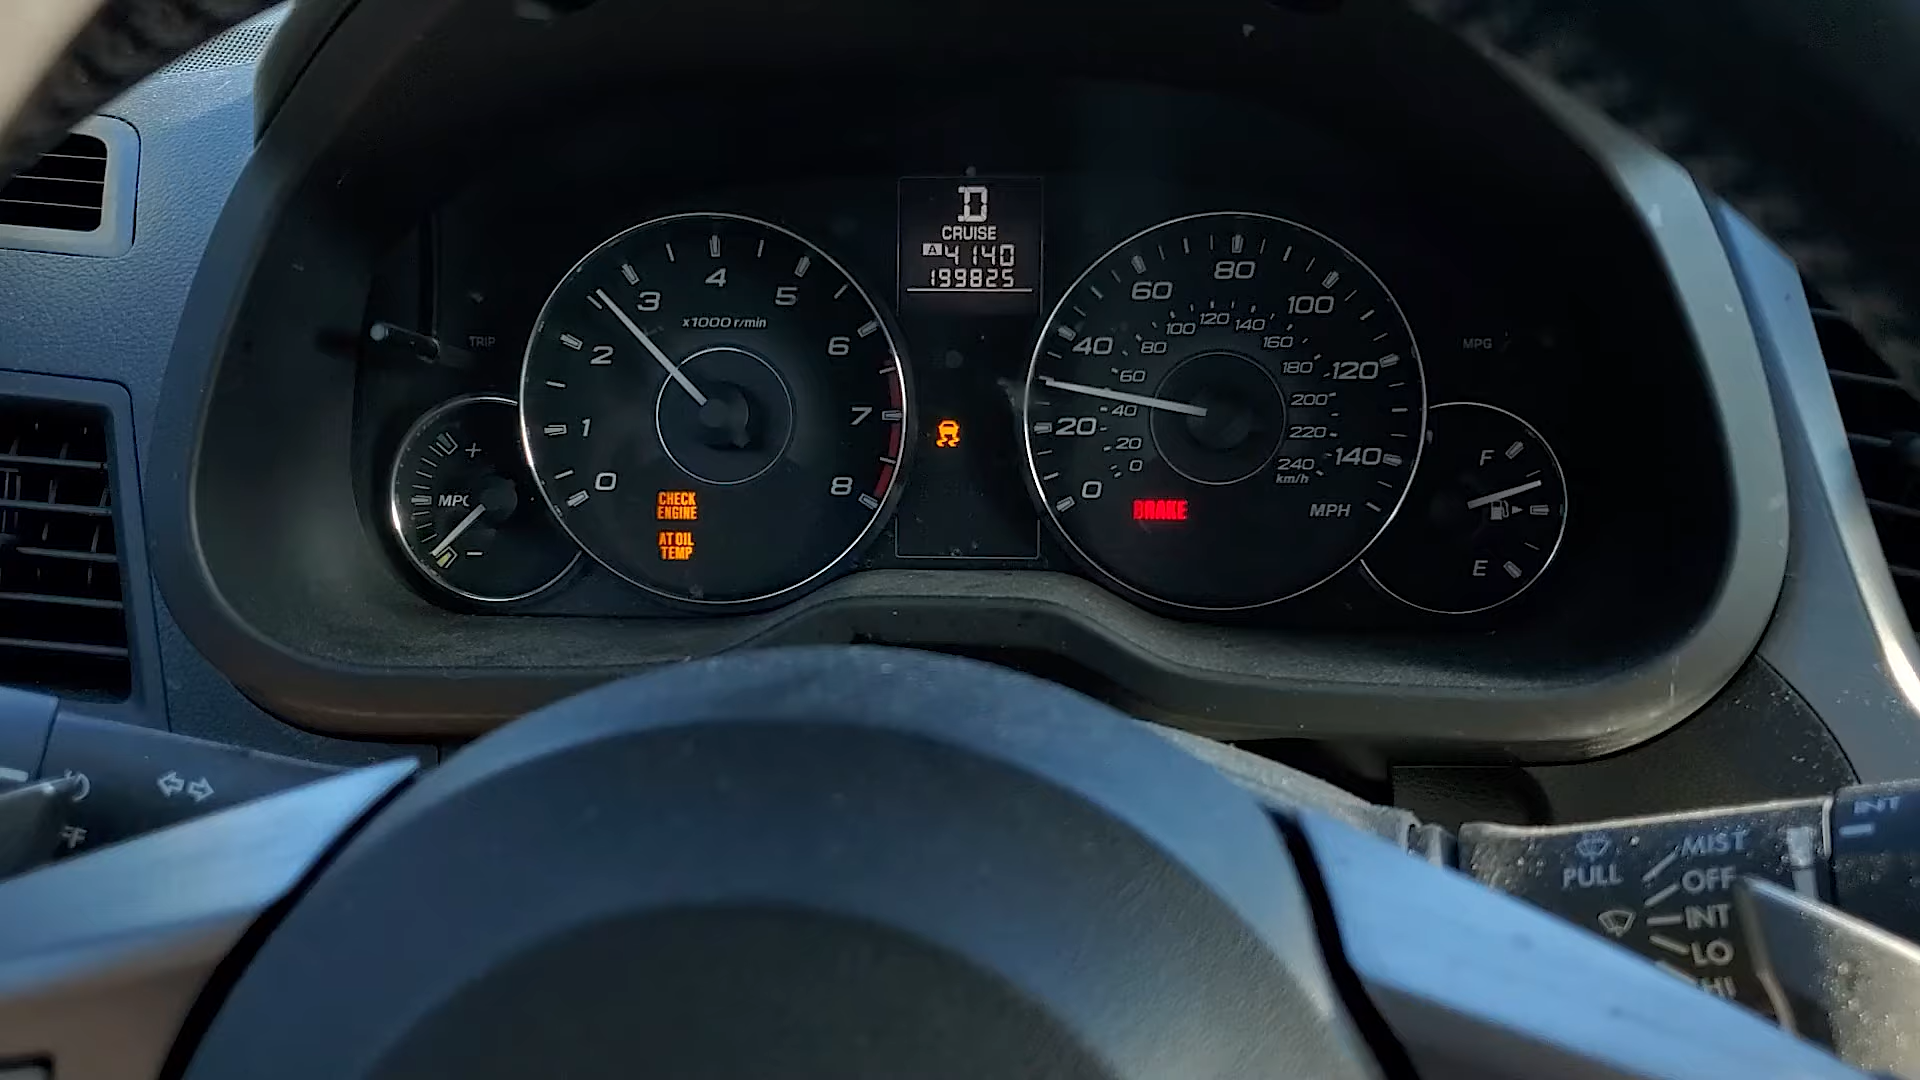 D
CRUISE
A 4140
199825
TRIP
MPG
0
1
2
3
4
5
6
7
8
x1000 r/min
CHECK
ENGINE
AT OIL
TEMP
0
20
40
60
80
100
120
140
MPH
0
20
40
60
80
100
120
140
160
180
200
220
240
km/h
BRAKE
+
−
F
E
PULL
MIST
OFF
INT
LO
HI
INT